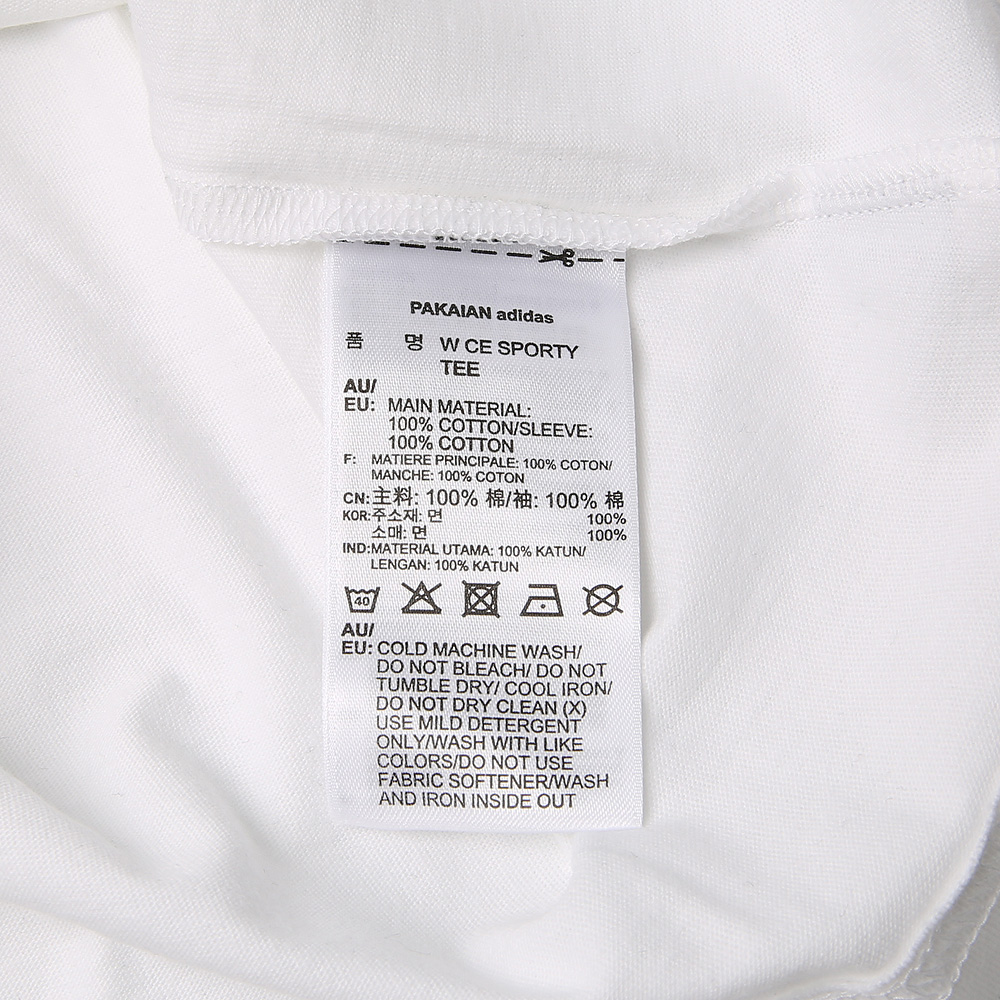 PAKAIAN adidas
품 명 W CE SPORTY
TEE
AU/
EU: MAIN MATERIAL:
100% COTTON/SLEEVE:
100% COTTON
F: MATIERE PRINCIPALE: 100% COTON/
MANCHE: 100% COTON
CN:主料: 100% 棉/袖: 100% 棉
KOR:주소재: 면 100%
소매: 면 100%
IND:MATERIAL UTAMA: 100% KATUN/
LENGAN: 100% KATUN
40
AU/
EU: COLD MACHINE WASH/
DO NOT BLEACH/ DO NOT
TUMBLE DRY/ COOL IRON/
DO NOT DRY CLEAN (X)
USE MILD DETERGENT
ONLY/WASH WITH LIKE
COLORS/DO NOT USE
FABRIC SOFTENER/WASH
AND IRON INSIDE OUT